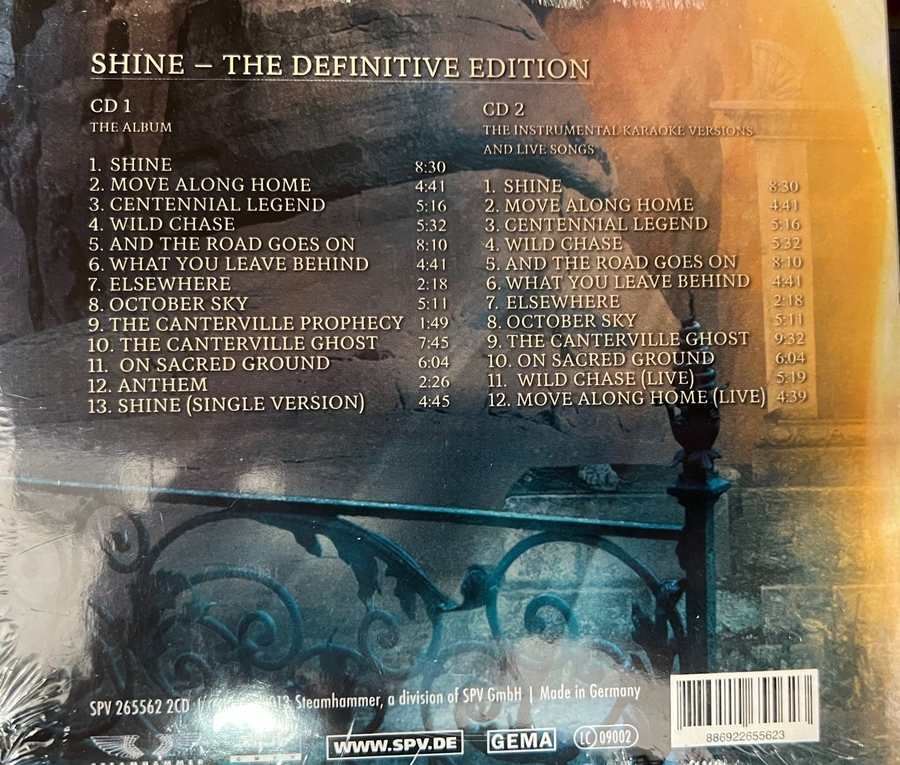 SHINE – THE DEFINITIVE EDITION
CD 1
THE ALBUM
1. SHINE 8:30
2. MOVE ALONG HOME 4:41
3. CENTENNIAL LEGEND 5:16
4. WILD CHASE 5:32
5. AND THE ROAD GOES ON 8:10
6. WHAT YOU LEAVE BEHIND 4:41
7. ELSEWHERE 2:18
8. OCTOBER SKY 5:11
9. THE CANTERVILLE PROPHECY 1:49
10. THE CANTERVILLE GHOST 7:45
11. ON SACRED GROUND 6:04
12. ANTHEM 2:26
13. SHINE (SINGLE VERSION) 4:45
CD 2
THE INSTRUMENTAL KARAOKE VERSIONS
AND LIVE SONGS
1. SHINE 8:30
2. MOVE ALONG HOME 4:41
3. CENTENNIAL LEGEND 5:16
4. WILD CHASE 5:32
5. AND THE ROAD GOES ON 8:10
6. WHAT YOU LEAVE BEHIND 4:41
7. ELSEWHERE 2:18
8. OCTOBER SKY 5:11
9. THE CANTERVILLE GHOST 9:32
10. ON SACRED GROUND 6:04
11. WILD CHASE (LIVE) 5:19
12. MOVE ALONG HOME (LIVE) 4:39
SPV 265562 2CD Steamhammer, a division of SPV GmbH | Made in Germany
WWW.SPV.DE
GEMA
LC 09002
886922655623